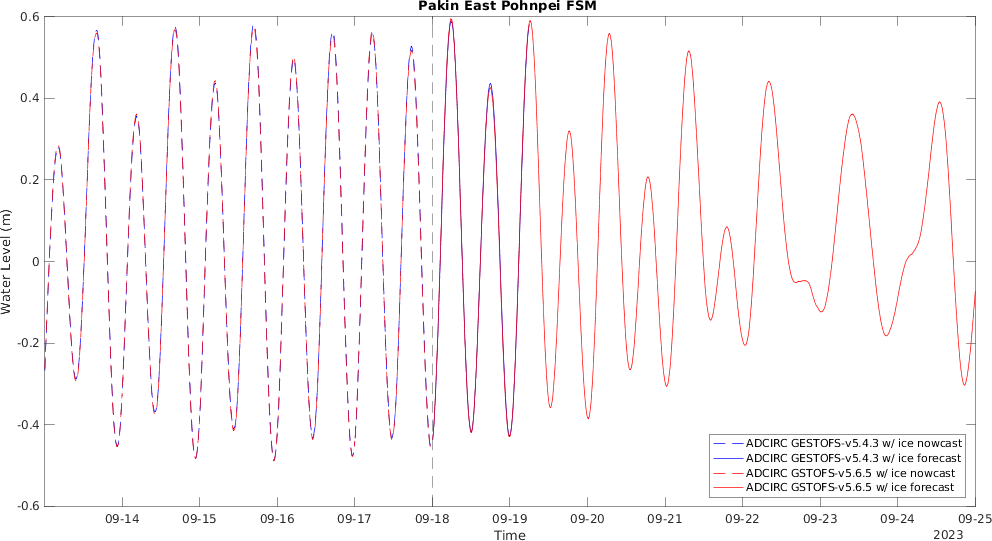 Pakin East Pohnpei FSM
0.6
0.4
0.2
0
-0.2
-0.4
-0.6
Water Level (m)
ADCIRC GESTOFS-v5.4.3 w/ ice nowcast
ADCIRC GESTOFS-v5.4.3 w/ ice forecast
ADCIRC GSTOFS-v5.6.5 w/ ice nowcast
ADCIRC GSTOFS-v5.6.5 w/ ice forecast
09-14 09-15 09-16 09-17 09-18 09-19 09-20 09-21 09-22 09-23 09-24 09-25
Time
2023